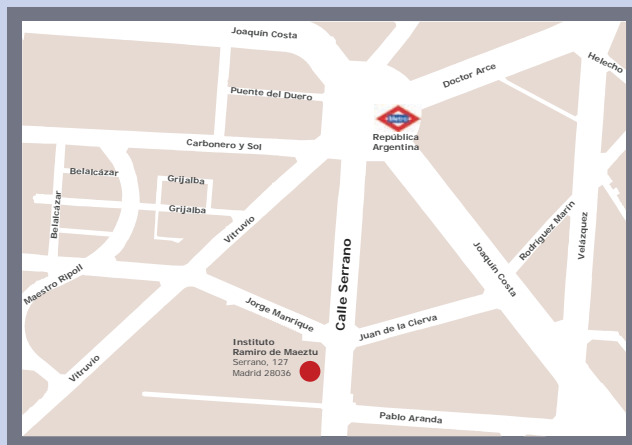 Joaquín Costa
Helecho
Doctor Arce
Puente del Duero
Metro
República
Argentina
Carbonero y Sol
Belalcázar
Grijalba
Belalcázar
Grijalba
Vitruvio
Rodríguez Marín
Velázquez
Joaquín Costa
Calle Serrano
Maestro Ripoll
Jorge Manrique
Juan de la Cierva
Instituto
Ramiro de Maeztu
Serrano, 127
Madrid 28036
Vitruvio
Pablo Aranda